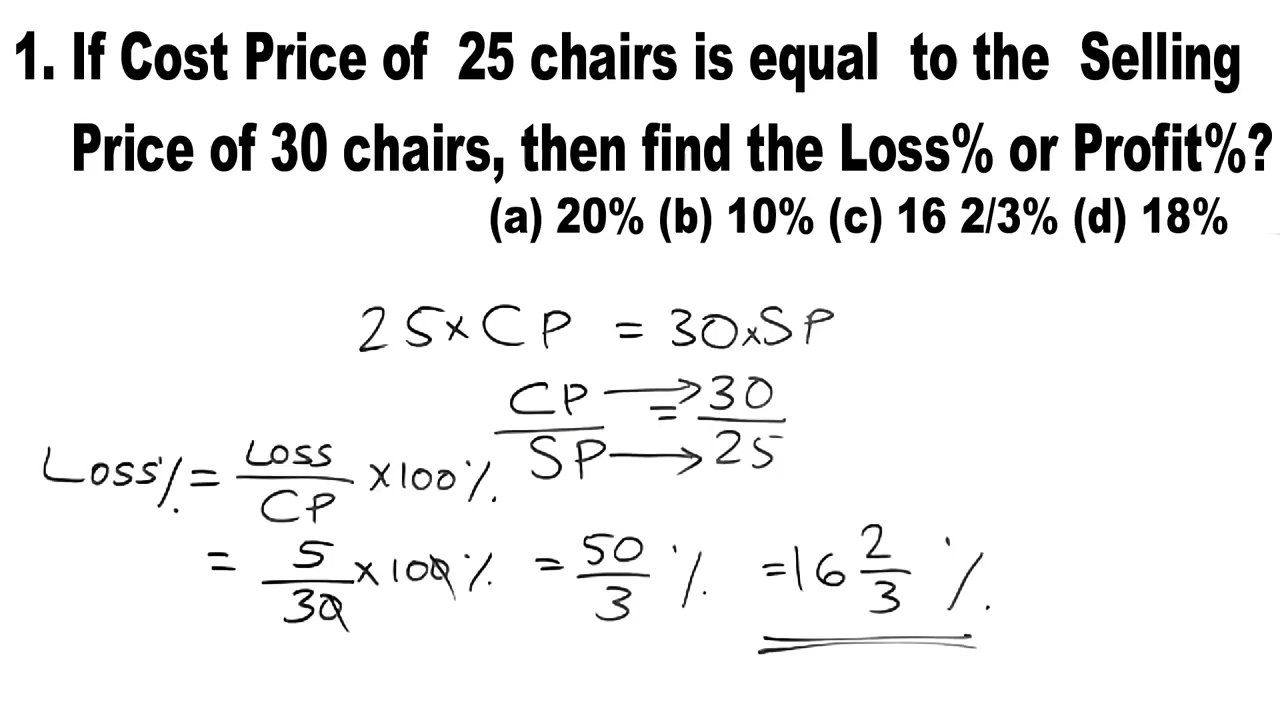 1. If Cost Price of 25 chairs is equal to the Selling
Price of 30 chairs, then find the Loss% or Profit%?
(a) 20% (b) 10% (c) 16 2/3% (d) 18%
25×CP = 30×SP
CP/SP = 30/25
Loss% = Loss/CP ×100%
= 5/30 ×100% = 50/3 % = 16 2/3 %